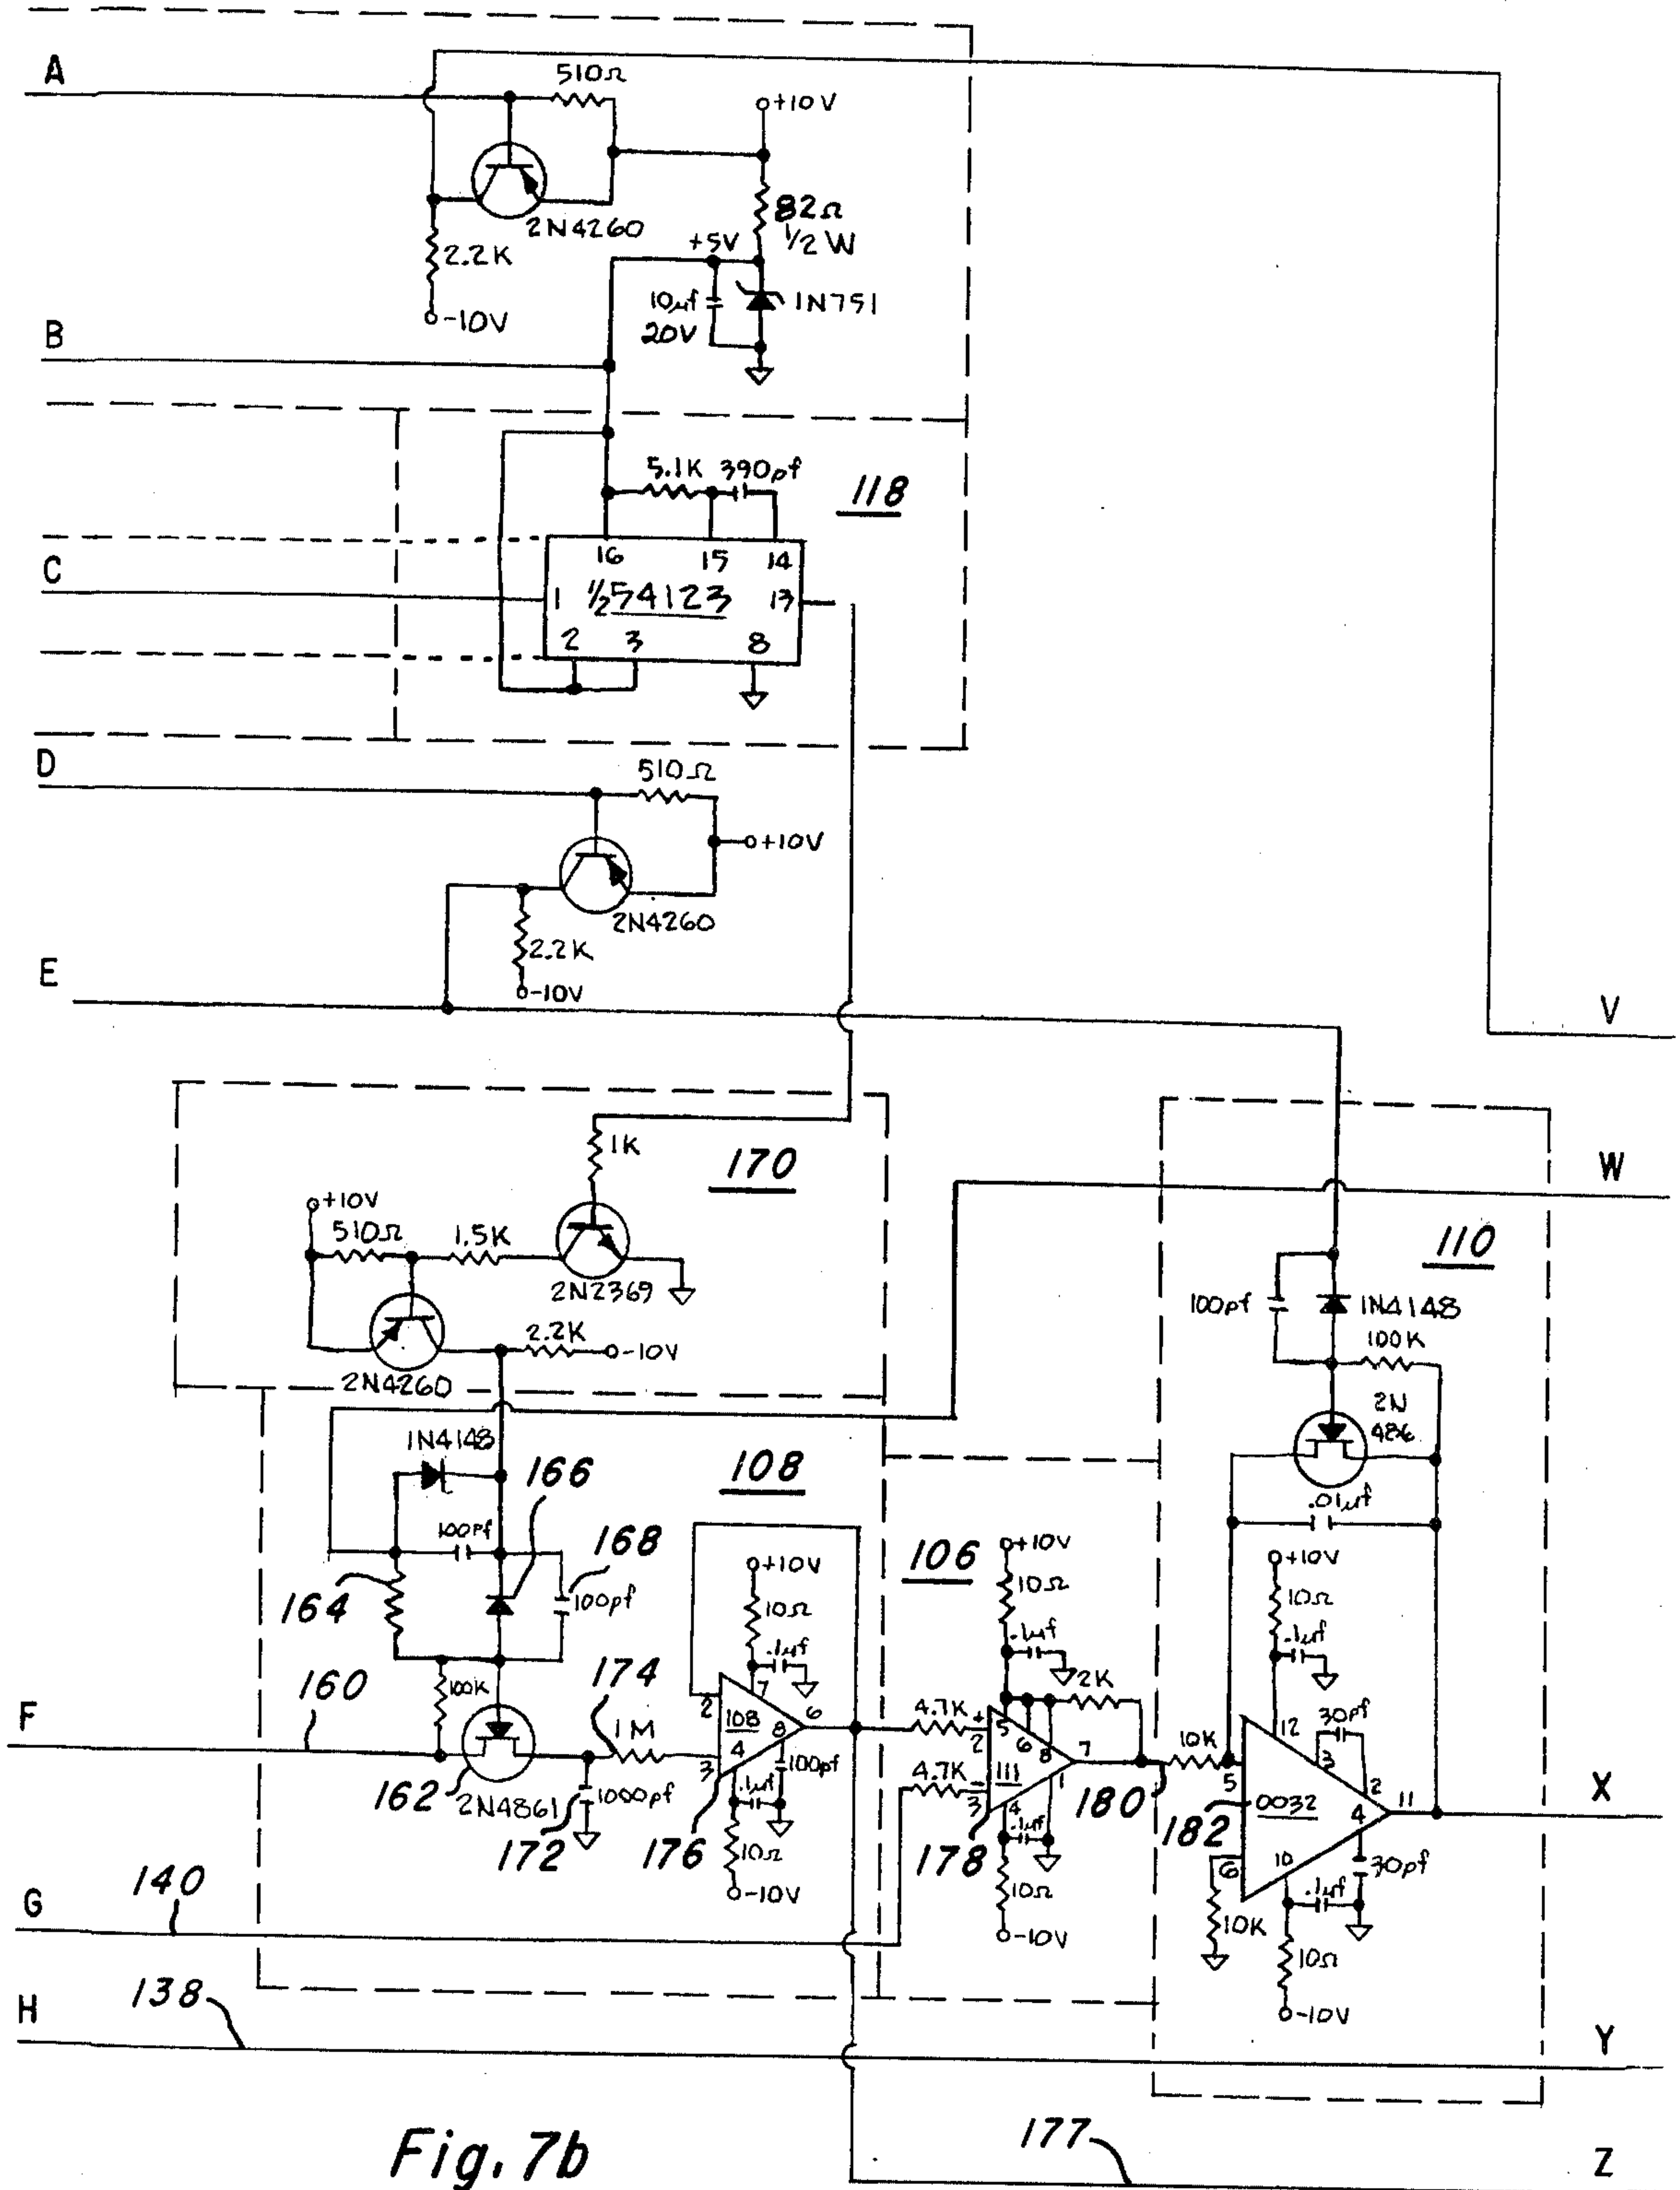 A
510Ω
+10V
2N4260
82Ω
1/2 W
+5V
2.2K
10µf
20V
1N751
-10V
B
5.1K 390pf
118
16 15 14
C
1 1/2 54123 13
2 3 8
D
510Ω
+10V
2N4260
2.2K
-10V
E
V
1K
170
W
+10V
510Ω
1.5K
2N2369
110
100pf
1N4148
100K
2.2K
-10V
2N4260
2N
486
1N4148
166
108
.01µf
100pf
168
106
+10V
+10V
+10V
164
100pf
10Ω
10Ω
10Ω
.1µf
.1µf
.1µf
174
100K
2K
160
F
1M
2 7 6
108
3 4 8
100pf
.1µf
4.7K
+
2
5 6 8
7
111
4.7K
-
3
4 1
.1µf
10K
5
12
30pf
3
2
0032
4
11
X
162
2N4861
1000pf
172
176
10Ω
-10V
178
180
182
6
10
30pf
.1µf
10K
10Ω
-10V
10Ω
-10V
140
G
138
H
Y
177
Z
Fig. 7b